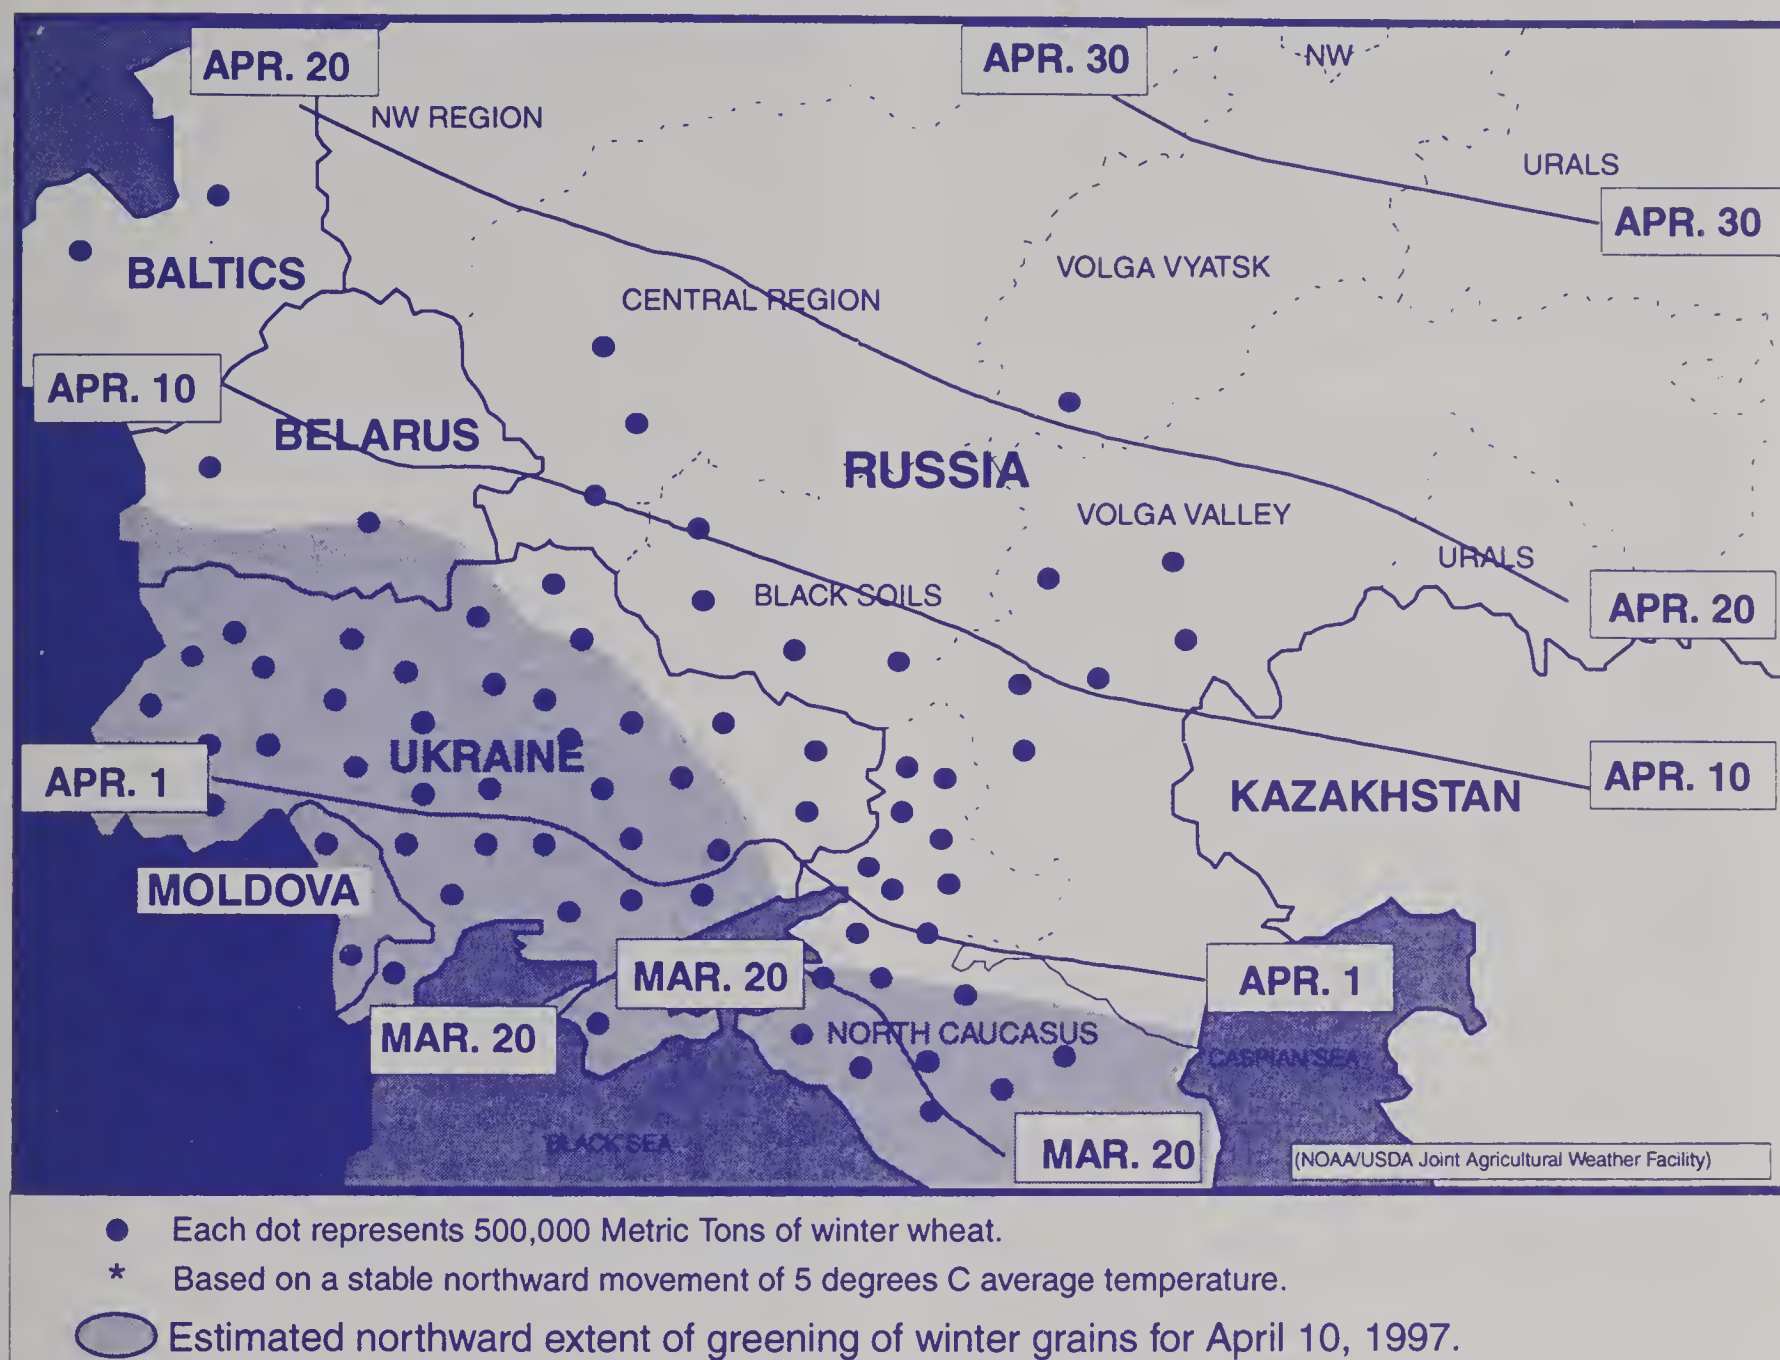 APR. 20
APR. 30
NW
NW REGION
URALS
APR. 30
BALTICS
VOLGA VYATSK
CENTRAL REGION
APR. 10
BELARUS
RUSSIA
VOLGA VALLEY
URALS
BLACK SOILS
APR. 20
UKRAINE
APR. 1
KAZAKHSTAN
APR. 10
MOLDOVA
MAR. 20
APR. 1
MAR. 20
NORTH CAUCASUS
CASPIAN SEA
BLACK SEA
MAR. 20
(NOAA/USDA Joint Agricultural Weather Facility)
Each dot represents 500,000 Metric Tons of winter wheat.
* Based on a stable northward movement of 5 degrees C average temperature.
Estimated northward extent of greening of winter grains for April 10, 1997.